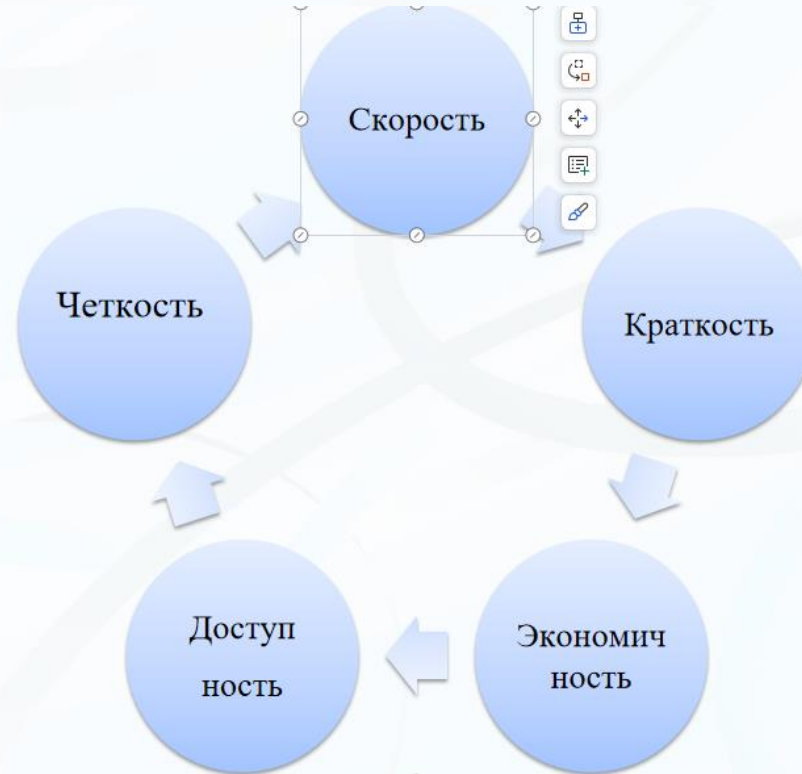 Скорость
Четкость
Краткость
Доступ
ность
Экономич
ность